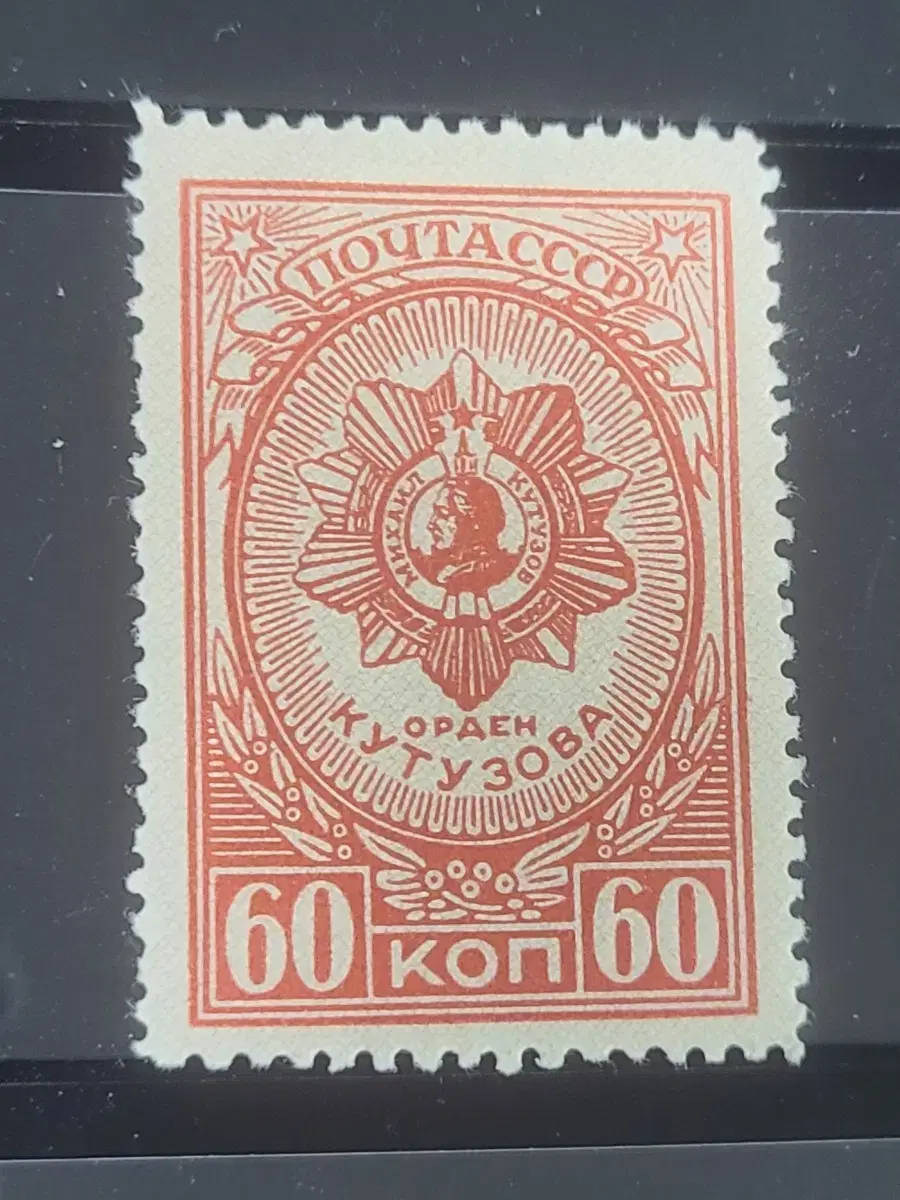 ПОЧТА СССР
МИХАИЛ КУТУЗОВ
ОРДЕН
КУТУЗОВА
60 КОП 60